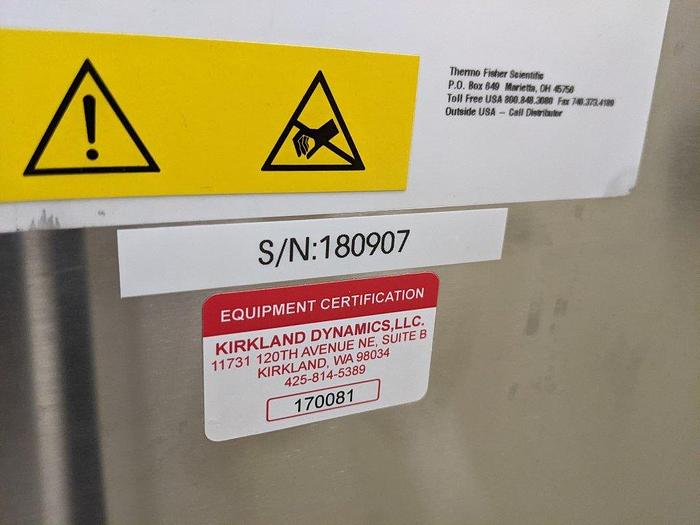 Thermo Fisher Scientific
P.O. Box 649 Marietta, OH 45750
Toll Free USA 800.848.3080 Fax 740.373.4189
Outside USA – Call Distributor
S/N:180907
EQUIPMENT CERTIFICATION
KIRKLAND DYNAMICS,LLC.
11731 120TH AVENUE NE, SUITE B
KIRKLAND, WA 98034
425-814-5389
170081